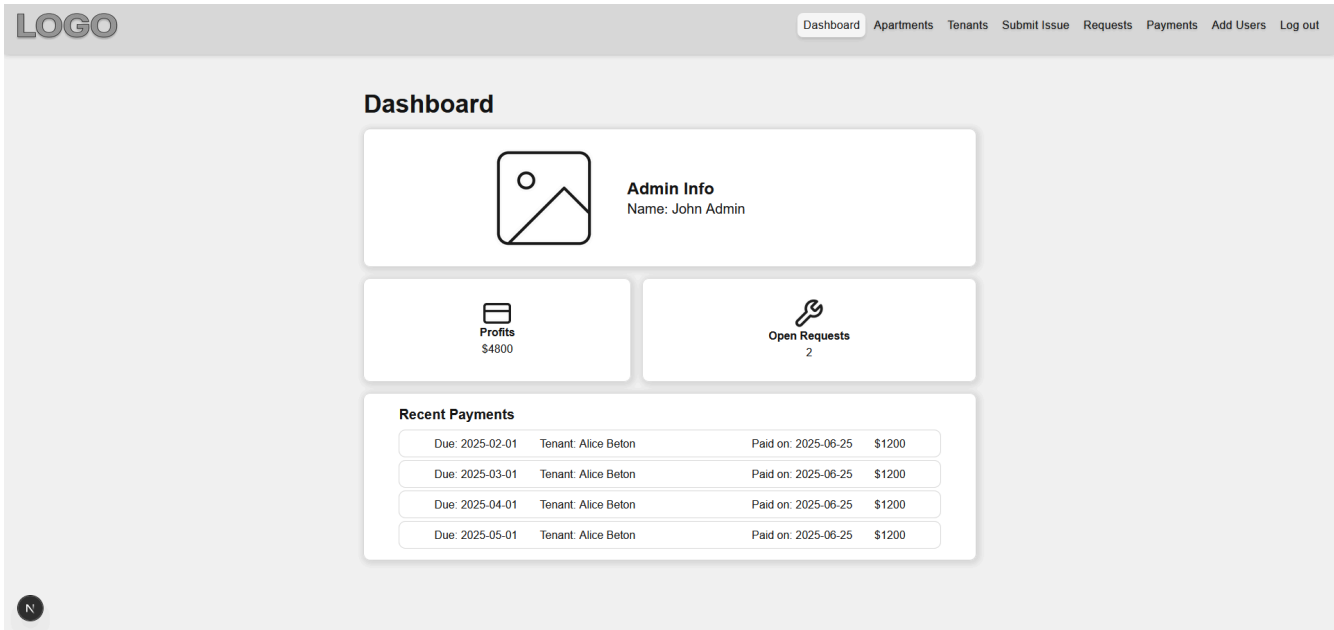 LOGO
Dashboard Apartments Tenants Submit Issue Requests Payments Add Users Log out
Dashboard
Admin Info
Name: John Admin
Profits
$4800
Open Requests
2
Recent Payments
Due: 2025-02-01 Tenant: Alice Beton Paid on: 2025-06-25 $1200
Due: 2025-03-01 Tenant: Alice Beton Paid on: 2025-06-25 $1200
Due: 2025-04-01 Tenant: Alice Beton Paid on: 2025-06-25 $1200
Due: 2025-05-01 Tenant: Alice Beton Paid on: 2025-06-25 $1200
N